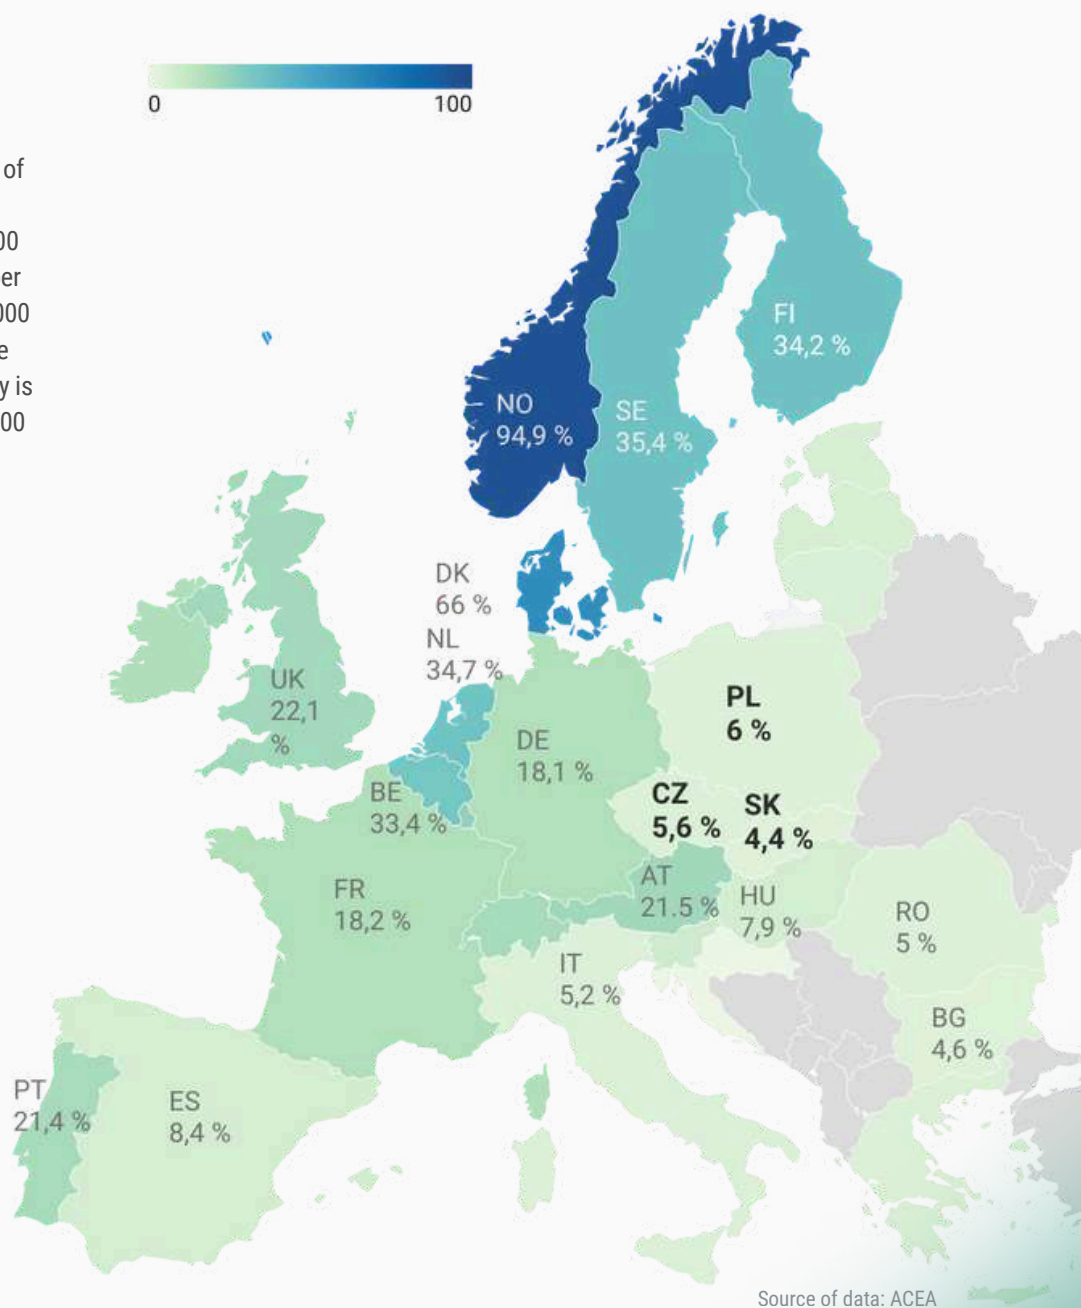 0
100
of
00
er
000
e
y is
00
FI
34,2 %
NO
94,9 %
SE
35,4 %
DK
66 %
NL
34,7 %
UK
22,1
%
PL
6 %
DE
18,1 %
CZ
5,6 %
SK
4,4 %
BE
33,4 %
AT
21.5 %
HU
7,9 %
FR
18,2 %
RO
5 %
IT
5,2 %
BG
4,6 %
PT
21,4 %
ES
8,4 %
Source of data: ACEA